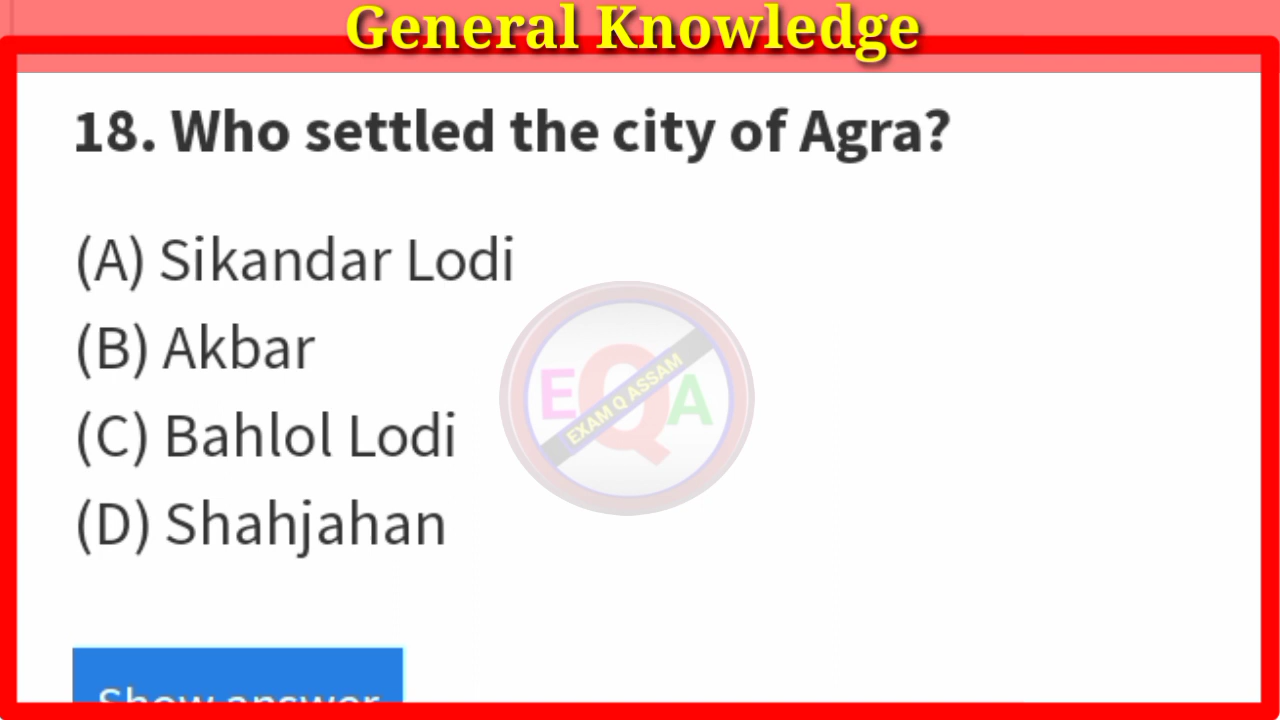 General Knowledge
18. Who settled the city of Agra?
(A) Sikandar Lodi
(B) Akbar
EQA
EXAM Q ASSAM
(C) Bahlol Lodi
(D) Shahjahan
Show answer